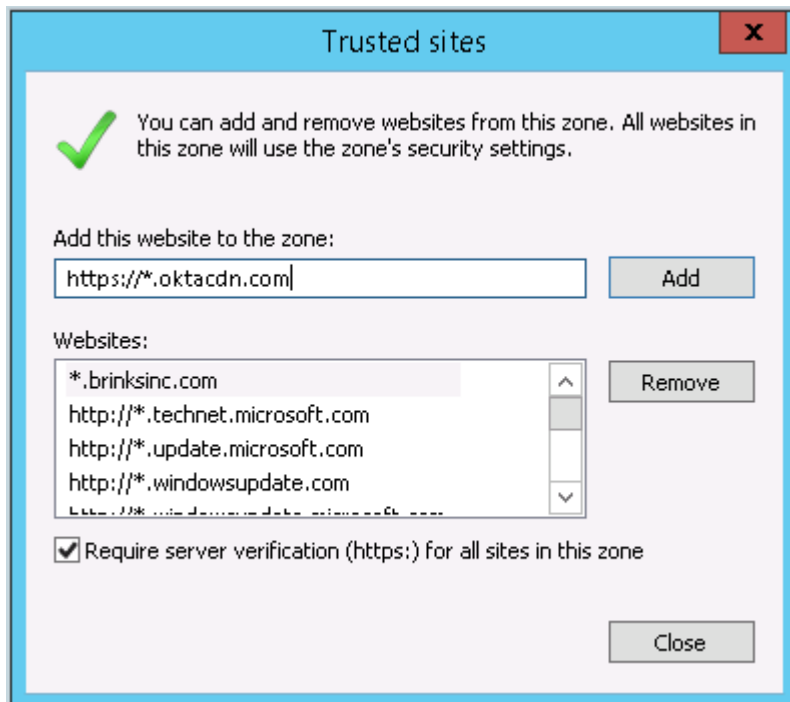 Trusted sites
x
You can add and remove websites from this zone. All websites in
this zone will use the zone's security settings.
Add this website to the zone:
https://*.oktacdn.com
Add
Websites:
*.brinksinc.com
Remove
http://*.technet.microsoft.com
http://*.update.microsoft.com
http://*.windowsupdate.com
Require server verification (https:) for all sites in this zone
Close